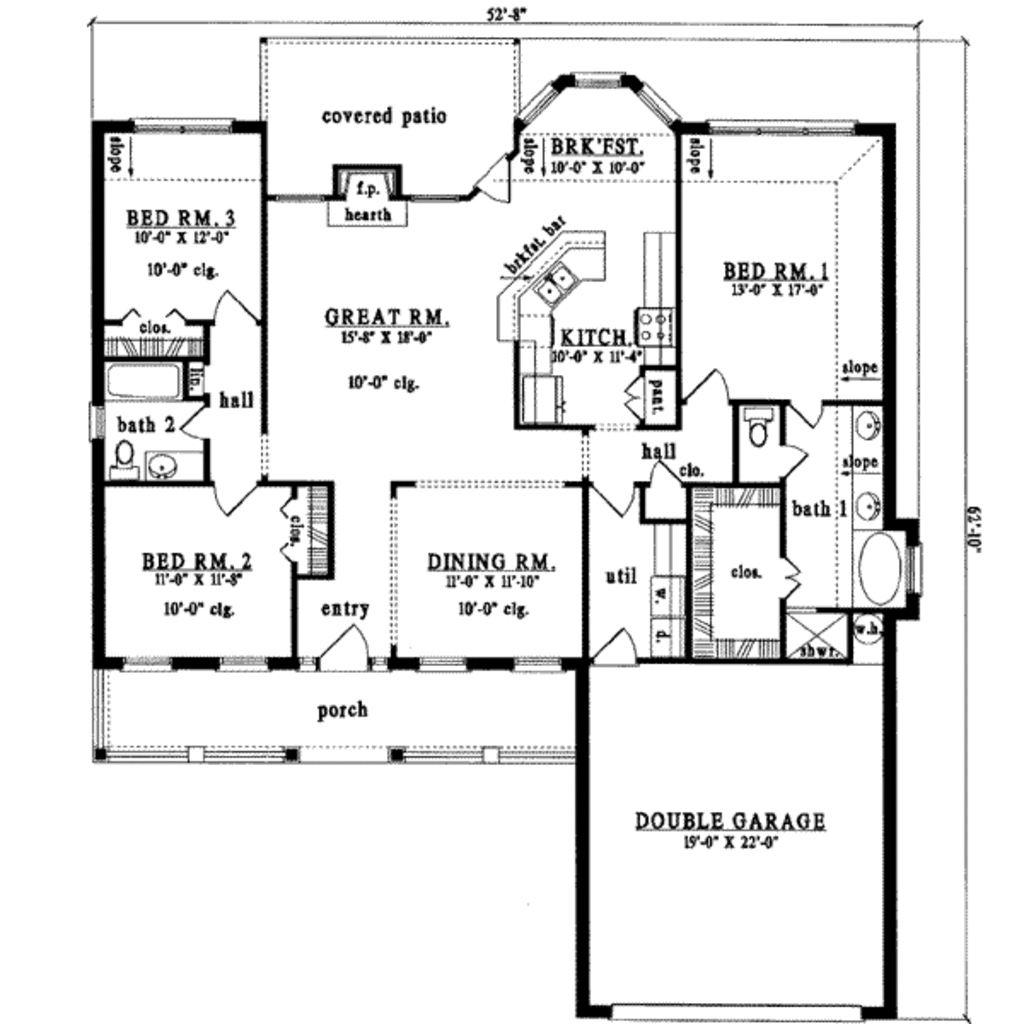 52'-8"
covered patio
slope
BRK'FST.
10'-0" X 10'-0"
slope
slope
f.p.
hearth
BED RM. 3
10'-0" X 12'-0"
10'-0" clg.
brkfst. bar
BED RM. 1
13'-0" X 17'-0"
GREAT RM.
15'-8" X 18'-0"
10'-0" clg.
KITCH.
10'-0" X 11'-4"
clos.
lin.
hall
pant.
slope
bath 2
hall
clo.
slope
bath 1
clos.
BED RM. 2
11'-0" X 11'-8"
10'-0" clg.
DINING RM.
11'-0" X 11'-10"
10'-0" clg.
entry
util
w.
d.
clos.
shwr.
w.h.
62'-10"
porch
DOUBLE GARAGE
19'-0" X 22'-0"